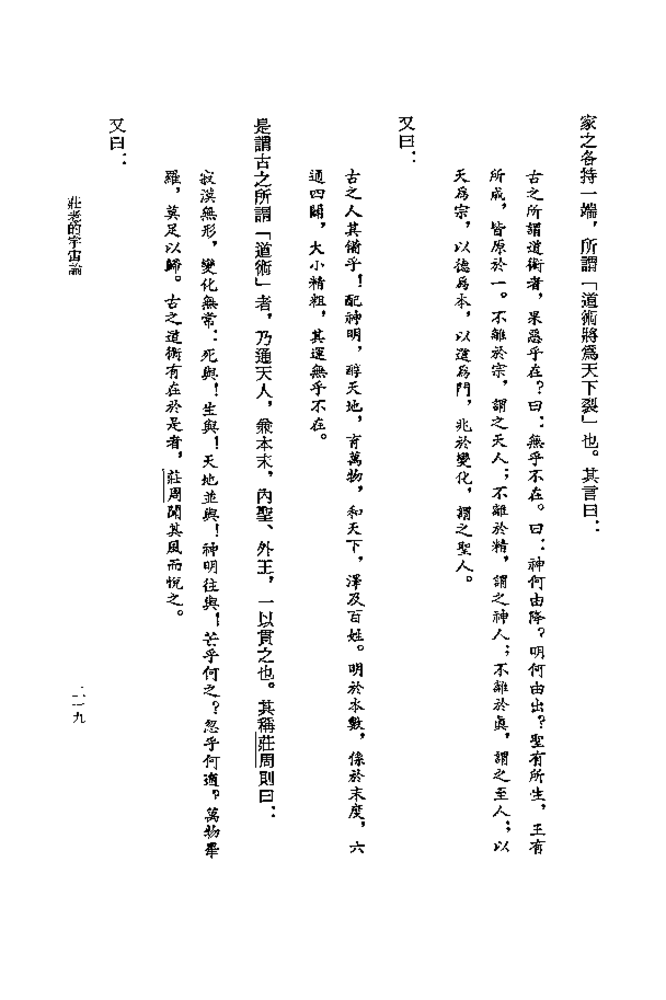 家之各持一端，所謂「道術將爲天下裂」也。其言曰：
古之所謂道術者，果惡乎在？曰：無乎不在。曰：神何由降？明何由出？聖有所生，王有
所成，皆原於一。不離於宗，謂之天人；不離於精，謂之神人；不離於眞，謂之至人；以
天爲宗，以德爲本，以道爲門，兆於變化，謂之聖人。
又曰：
古之人其備乎！配神明，醇天地，育萬物，和天下，澤及百姓。明於本數，係於末度，六
通四闢，大小精粗，其運無乎不在。
是謂古之所謂「道術」者，乃通天人，兼本末，內聖、外王，一以貫之也。其稱莊周則曰：
寂漠無形，變化無常：死與！生與！天地並與！神明往與！芒乎何之？忽乎何適？萬物畢
羅，莫足以歸。古之道術有在於是者，莊周聞其風而悅之。
又曰：
莊老的宇宙論
二一九